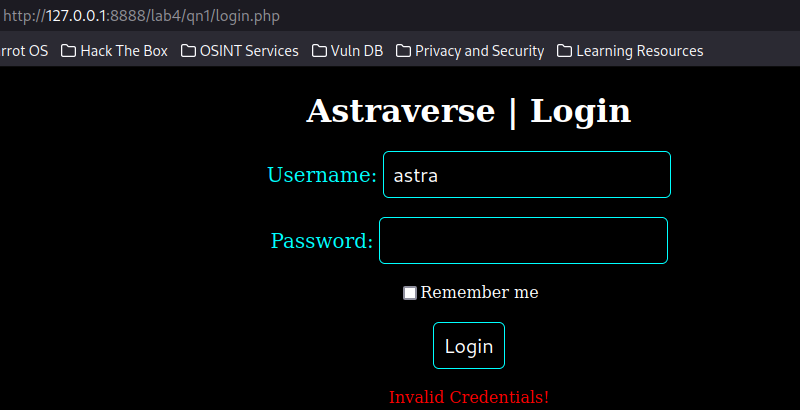 http://127.0.0.1:8888/lab4/qn1/login.php
rrot OS Hack The Box OSINT Services Vuln DB Privacy and Security Learning Resources
Astraverse | Login
Username: astra
Password:
Remember me
Login
Invalid Credentials!